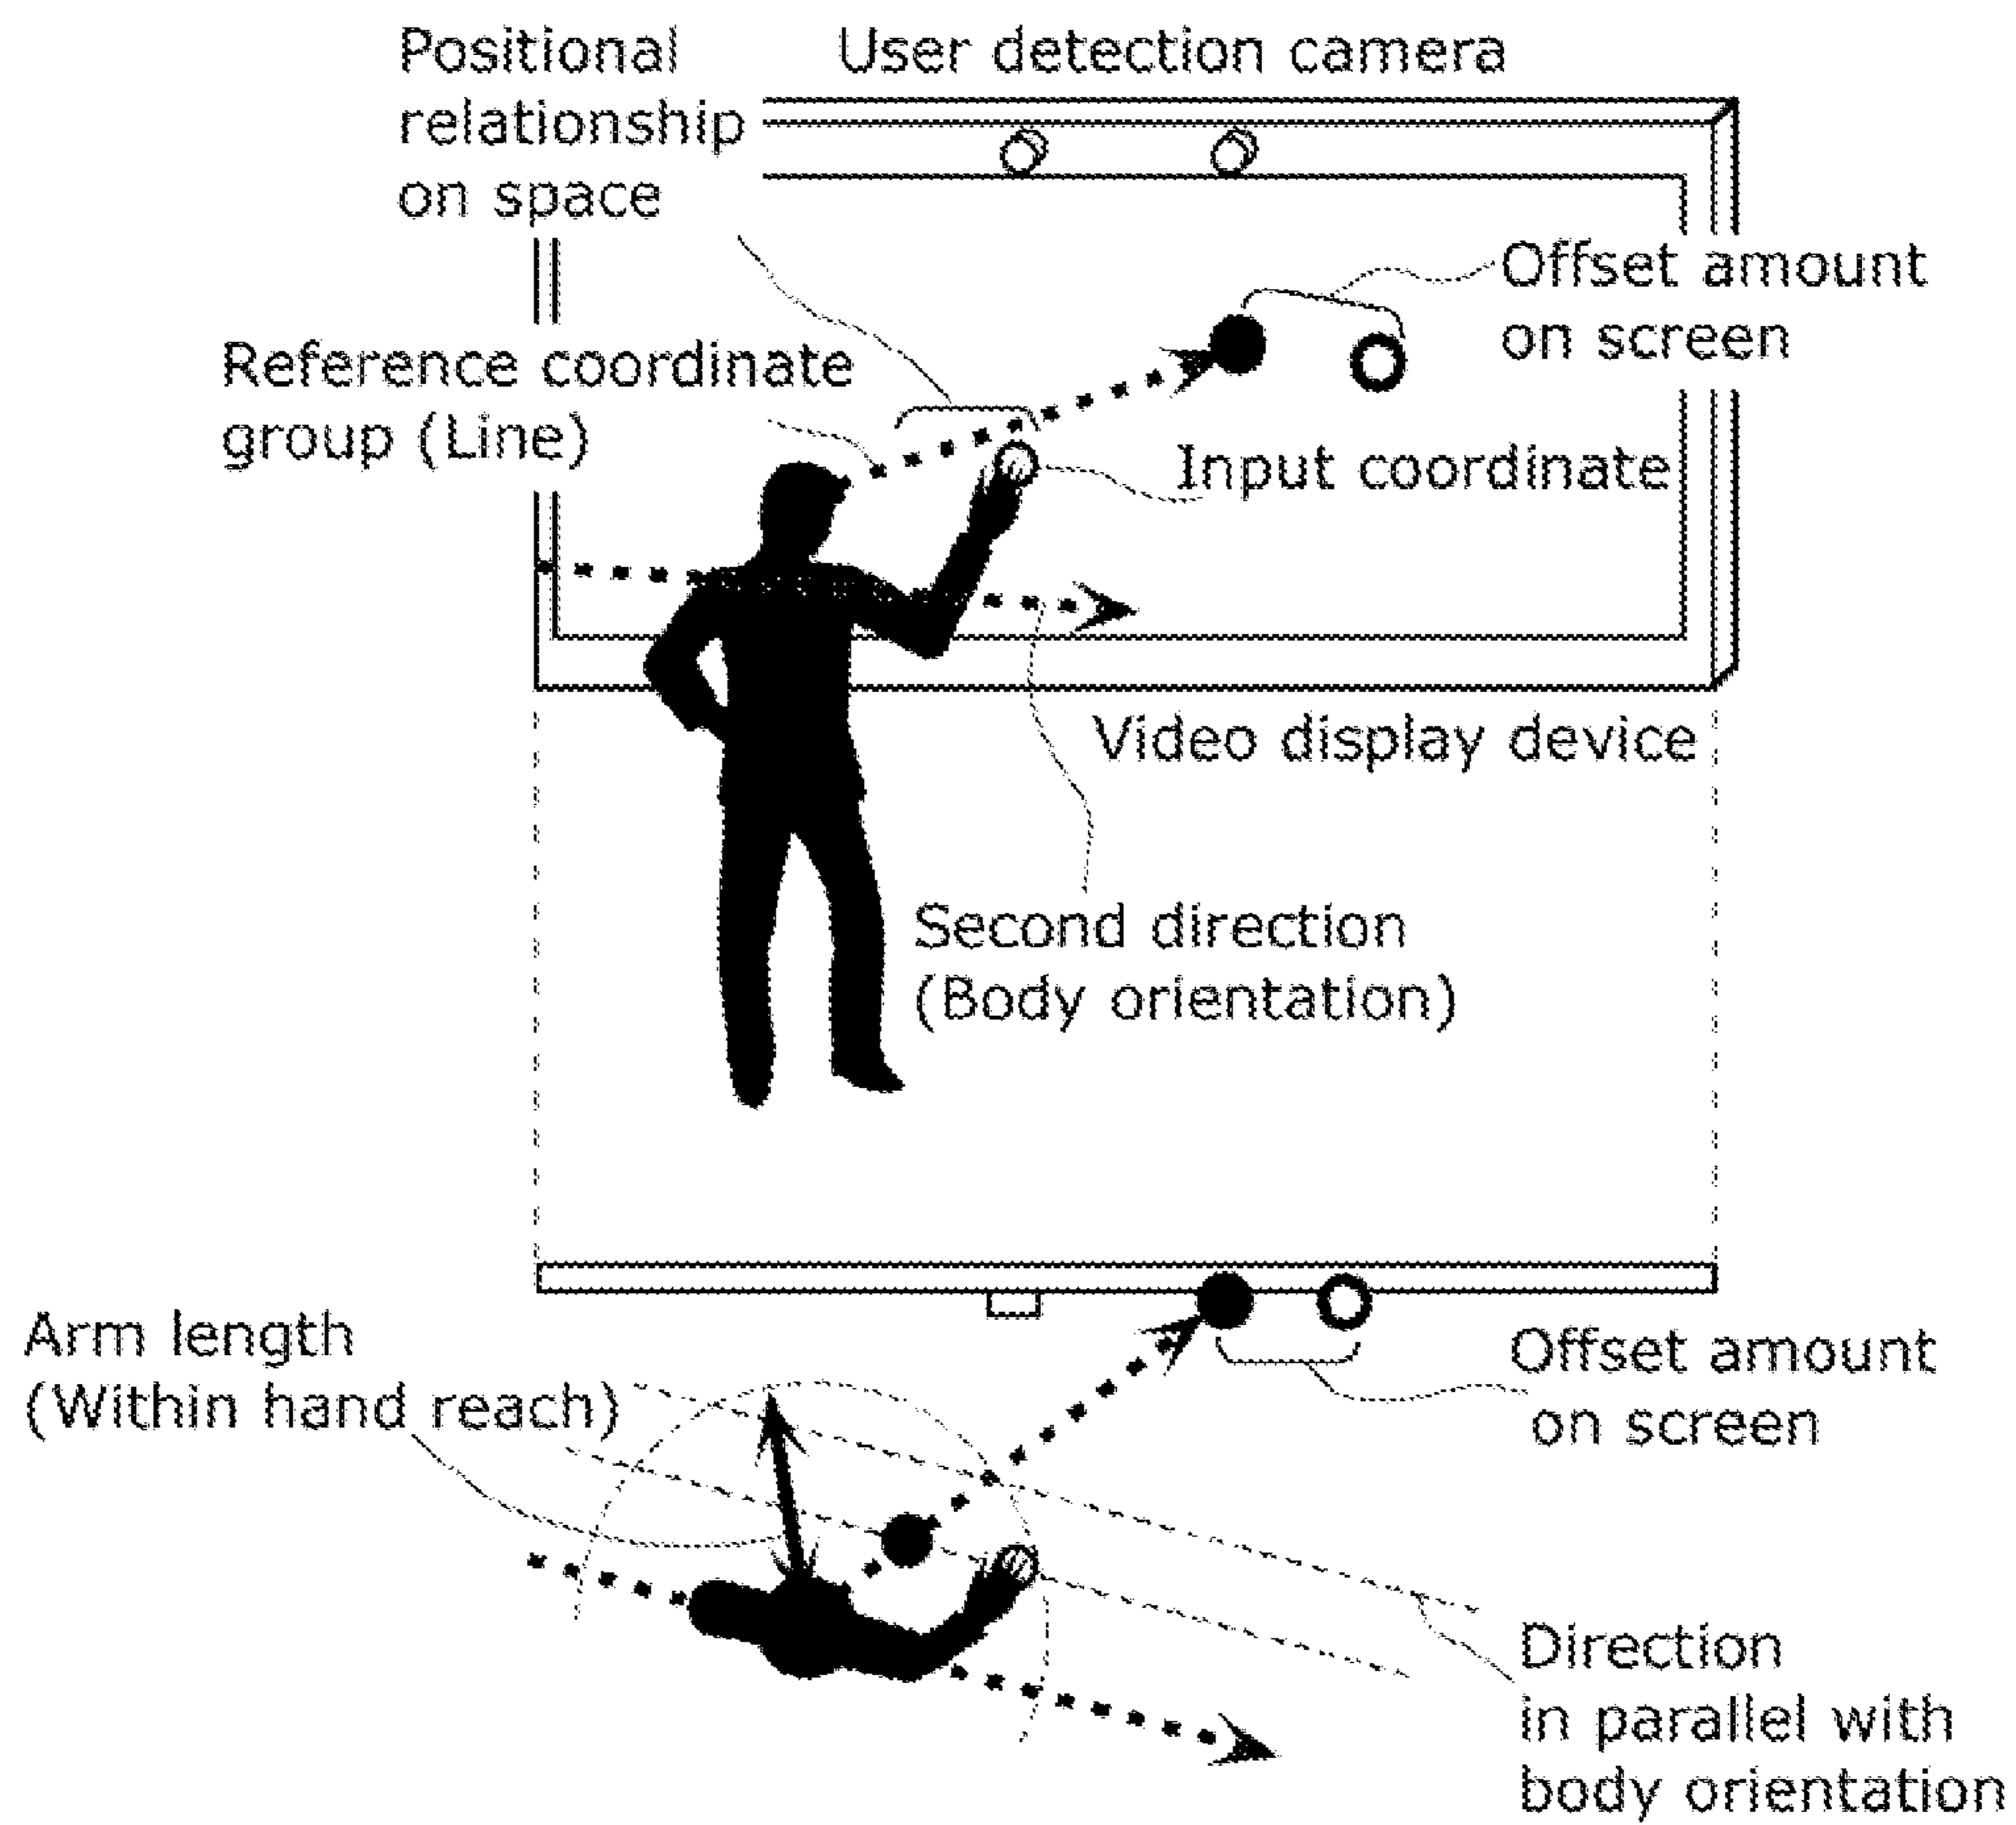 Positional
relationship
on space
User detection camera
Offset amount
on screen
Reference coordinate
group (Line)
Input coordinate
Video display device
Second direction
(Body orientation)
Arm length
(Within hand reach)
Offset amount
on screen
Direction
in parallel with
body orientation